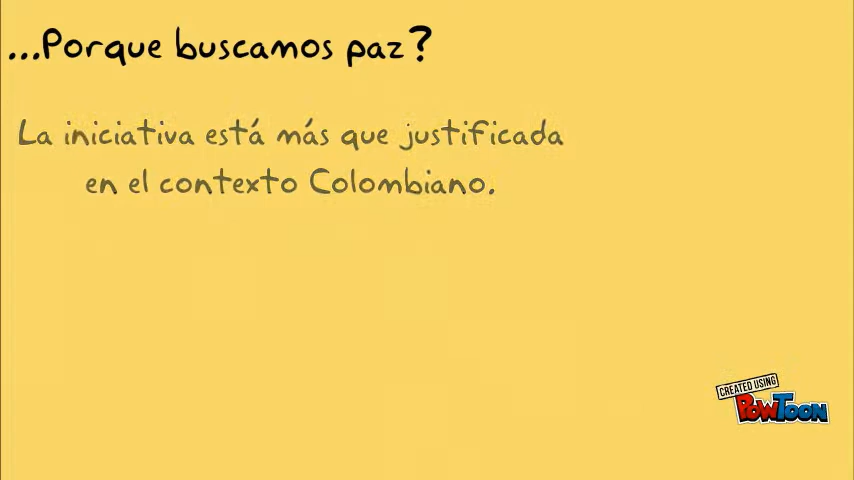 ...Porque buscamos paz?
La iniciativa está más que justificada
en el contexto Colombiano.
CREATED USING
POWTOON